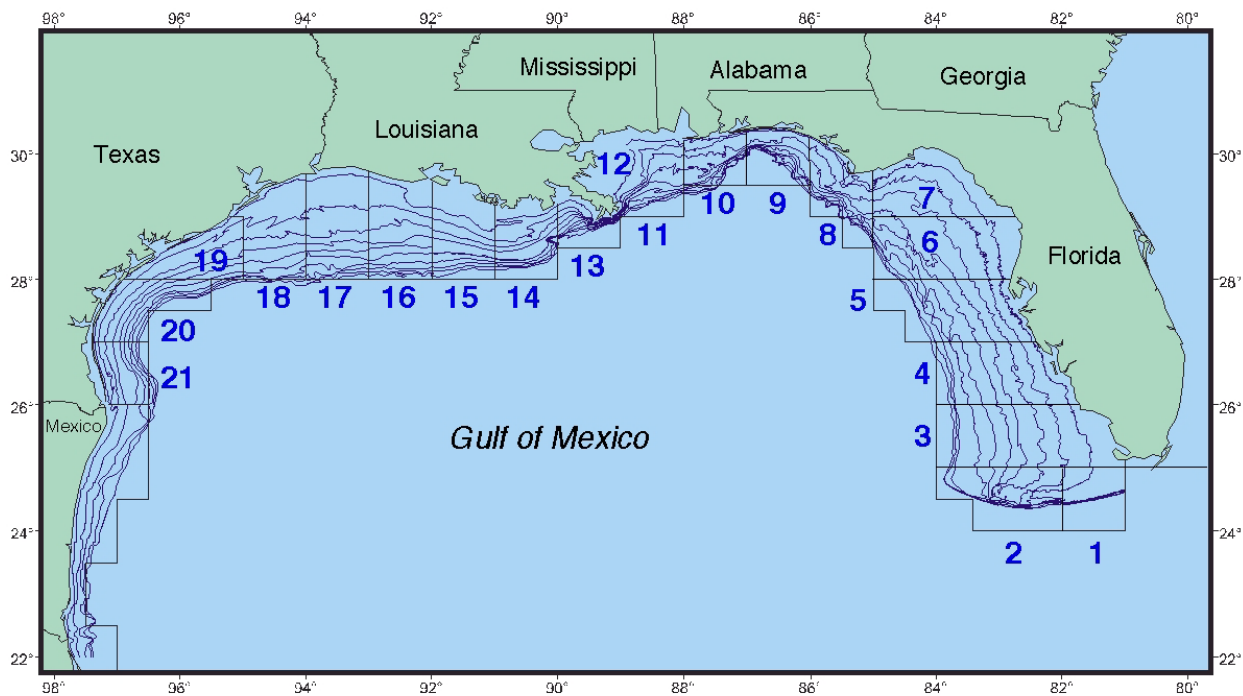 98° 96° 94° 92° 90° 88° 86° 84° 82° 80°
Mississippi Alabama Georgia
Louisiana
Texas
30° 12 30°
7
10 9
11 8 6 Florida
19 13
28° 28°
18 17 16 15 14 5
20
21 4
26° 26°
Mexico
Gulf of Mexico 3
24° 24°
2 1
22° 22°
98° 96° 94° 92° 90° 88° 86° 84° 82° 80°